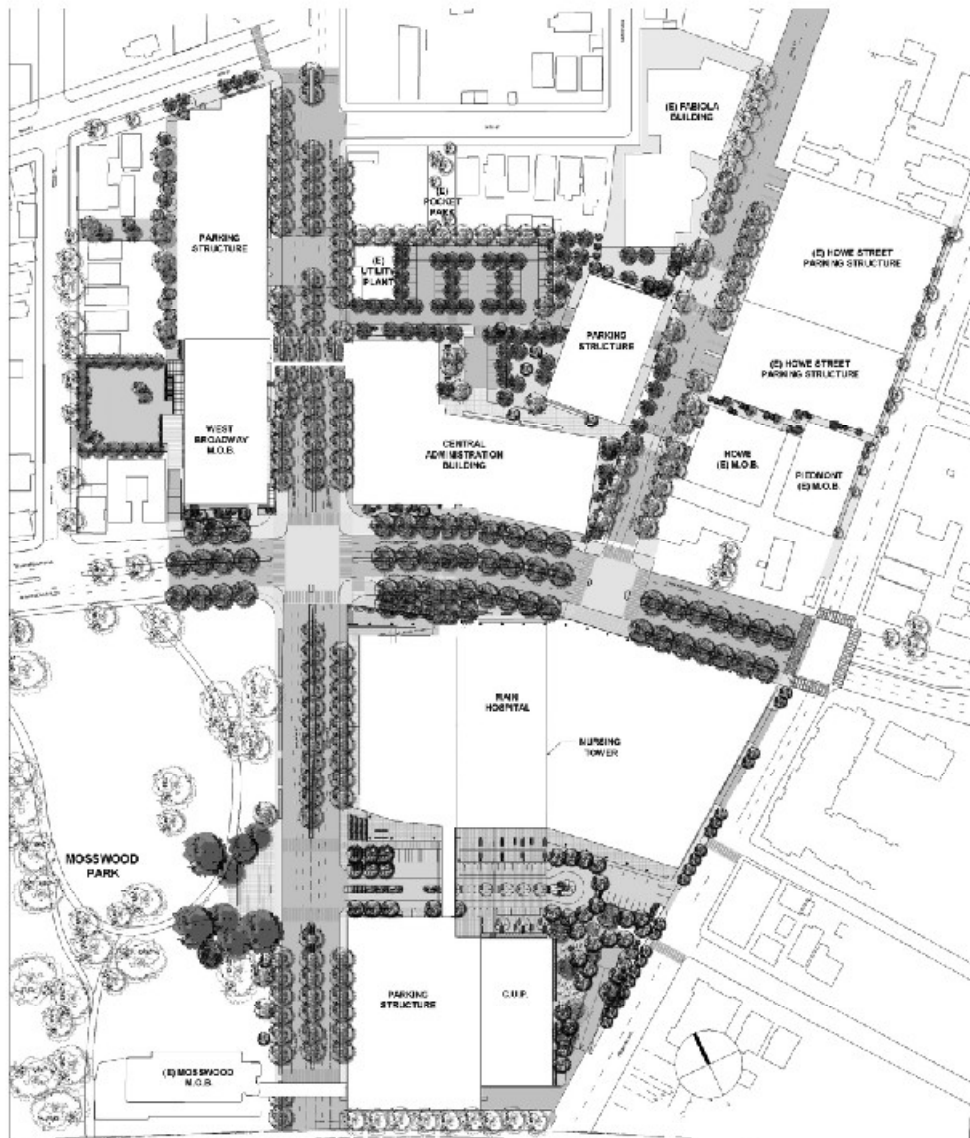 (E) FABIOLA
BUILDING
(E)
POCKET
PARK
PARKING
STRUCTURE
(E)
UTILITY
PLANT
(E) HOWE STREET
PARKING STRUCTURE
PARKING
STRUCTURE
(E) HOWE STREET
PARKING STRUCTURE
WEST
BROADWAY
M.O.B.
CENTRAL
ADMINISTRATION
BUILDING
HOWE
(E) M.O.B.
PIEDMONT
(E) M.O.B.
MAIN
HOSPITAL
NURSING
TOWER
MOSSWOOD
PARK
PARKING
STRUCTURE
C.U.P.
(E) MOSSWOOD
M.O.B.